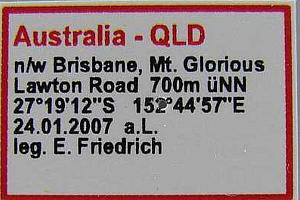 Australia - QLD
n/w Brisbane, Mt. Glorious
Lawton Road 700m üNN
27°19'12"S 152°44'57"E
24.01.2007 a.L.
leg. E. Friedrich